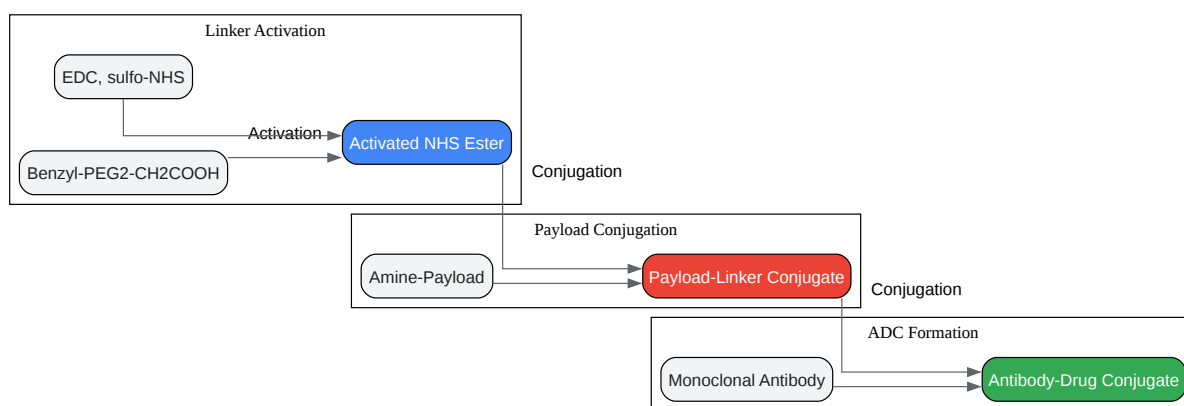 Linker Activation
EDC, sulfo-NHS
Activation
Activated NHS Ester
Benzyl-PEG2-CH2COOH
Conjugation
Payload Conjugation
Amine-Payload
Payload-Linker Conjugate
Conjugation
ADC Formation
Monoclonal Antibody
Antibody-Drug Conjugate